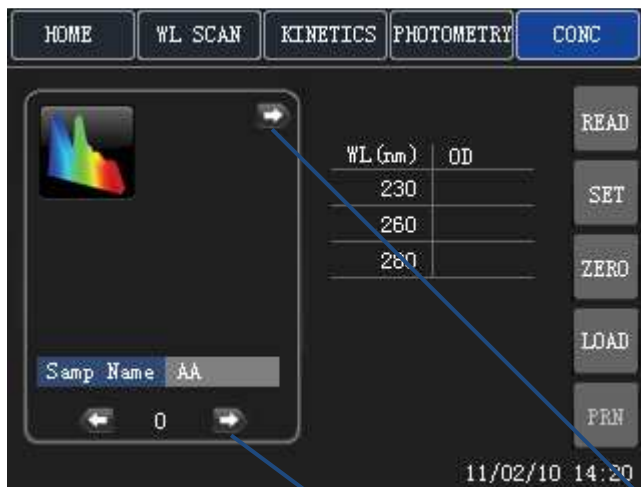 HOME WL SCAN KINETICS PHOTOMETRY CONC
READ
WL(nm) OD
230
SET
260
280
ZERO
LOAD
Samp Name AA
0
PRN
11/02/10 14:20